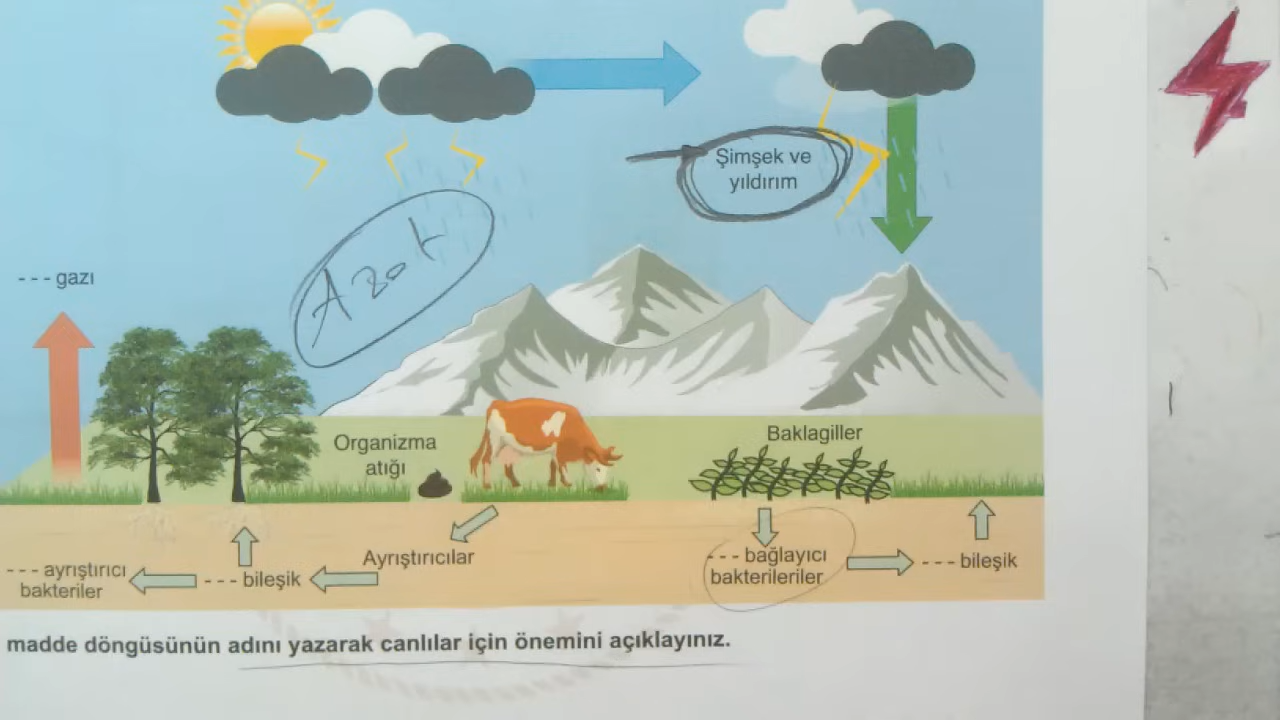 Şimşek ve
yıldırım
Azot
--- gazı
Organizma
atığı
Baklagiller
Ayrıştırıcılar
--- ayrıştırıcı
bakteriler
--- bileşik
--- bağlayıcı
bakterileriler
--- bileşik
madde döngüsünün adını yazarak canlılar için önemini açıklayınız.